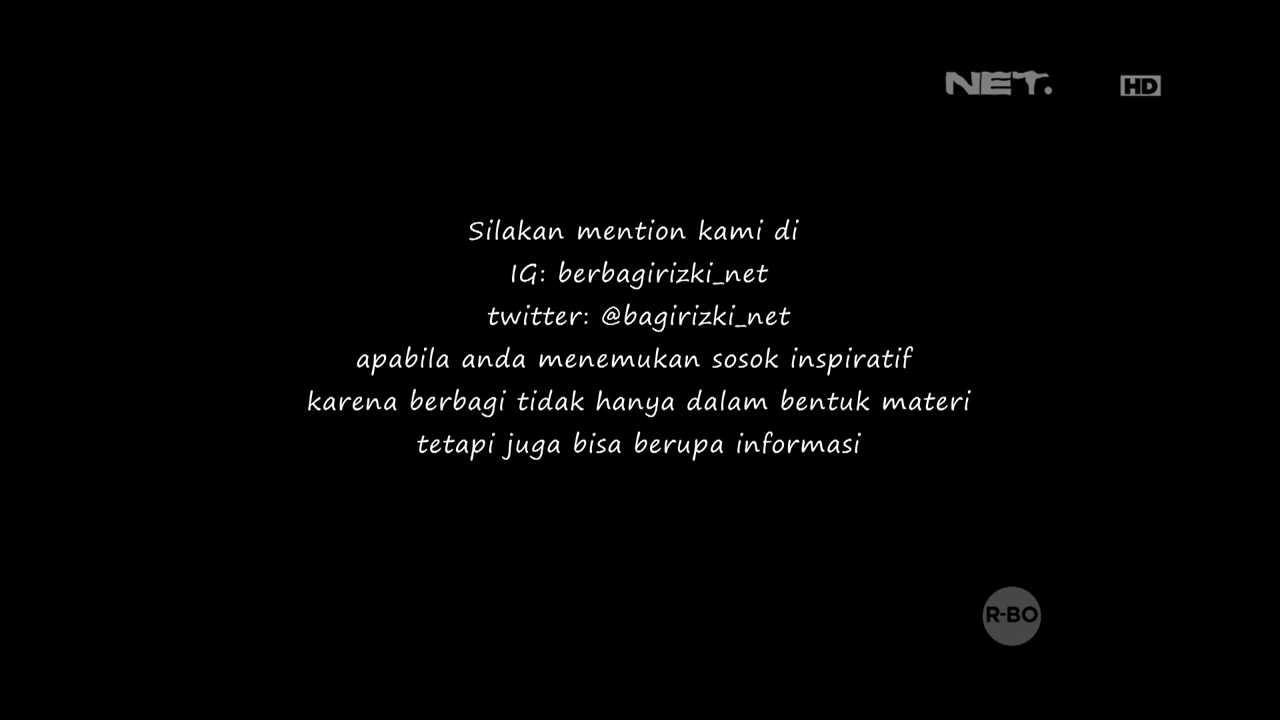 NET.
HD
Silakan mention kami di
IG: berbagirizki_net
twitter: @bagirizki_net
apabila anda menemukan sosok inspiratif
karena berbagi tidak hanya dalam bentuk materi
tetapi juga bisa berupa informasi
R-BO